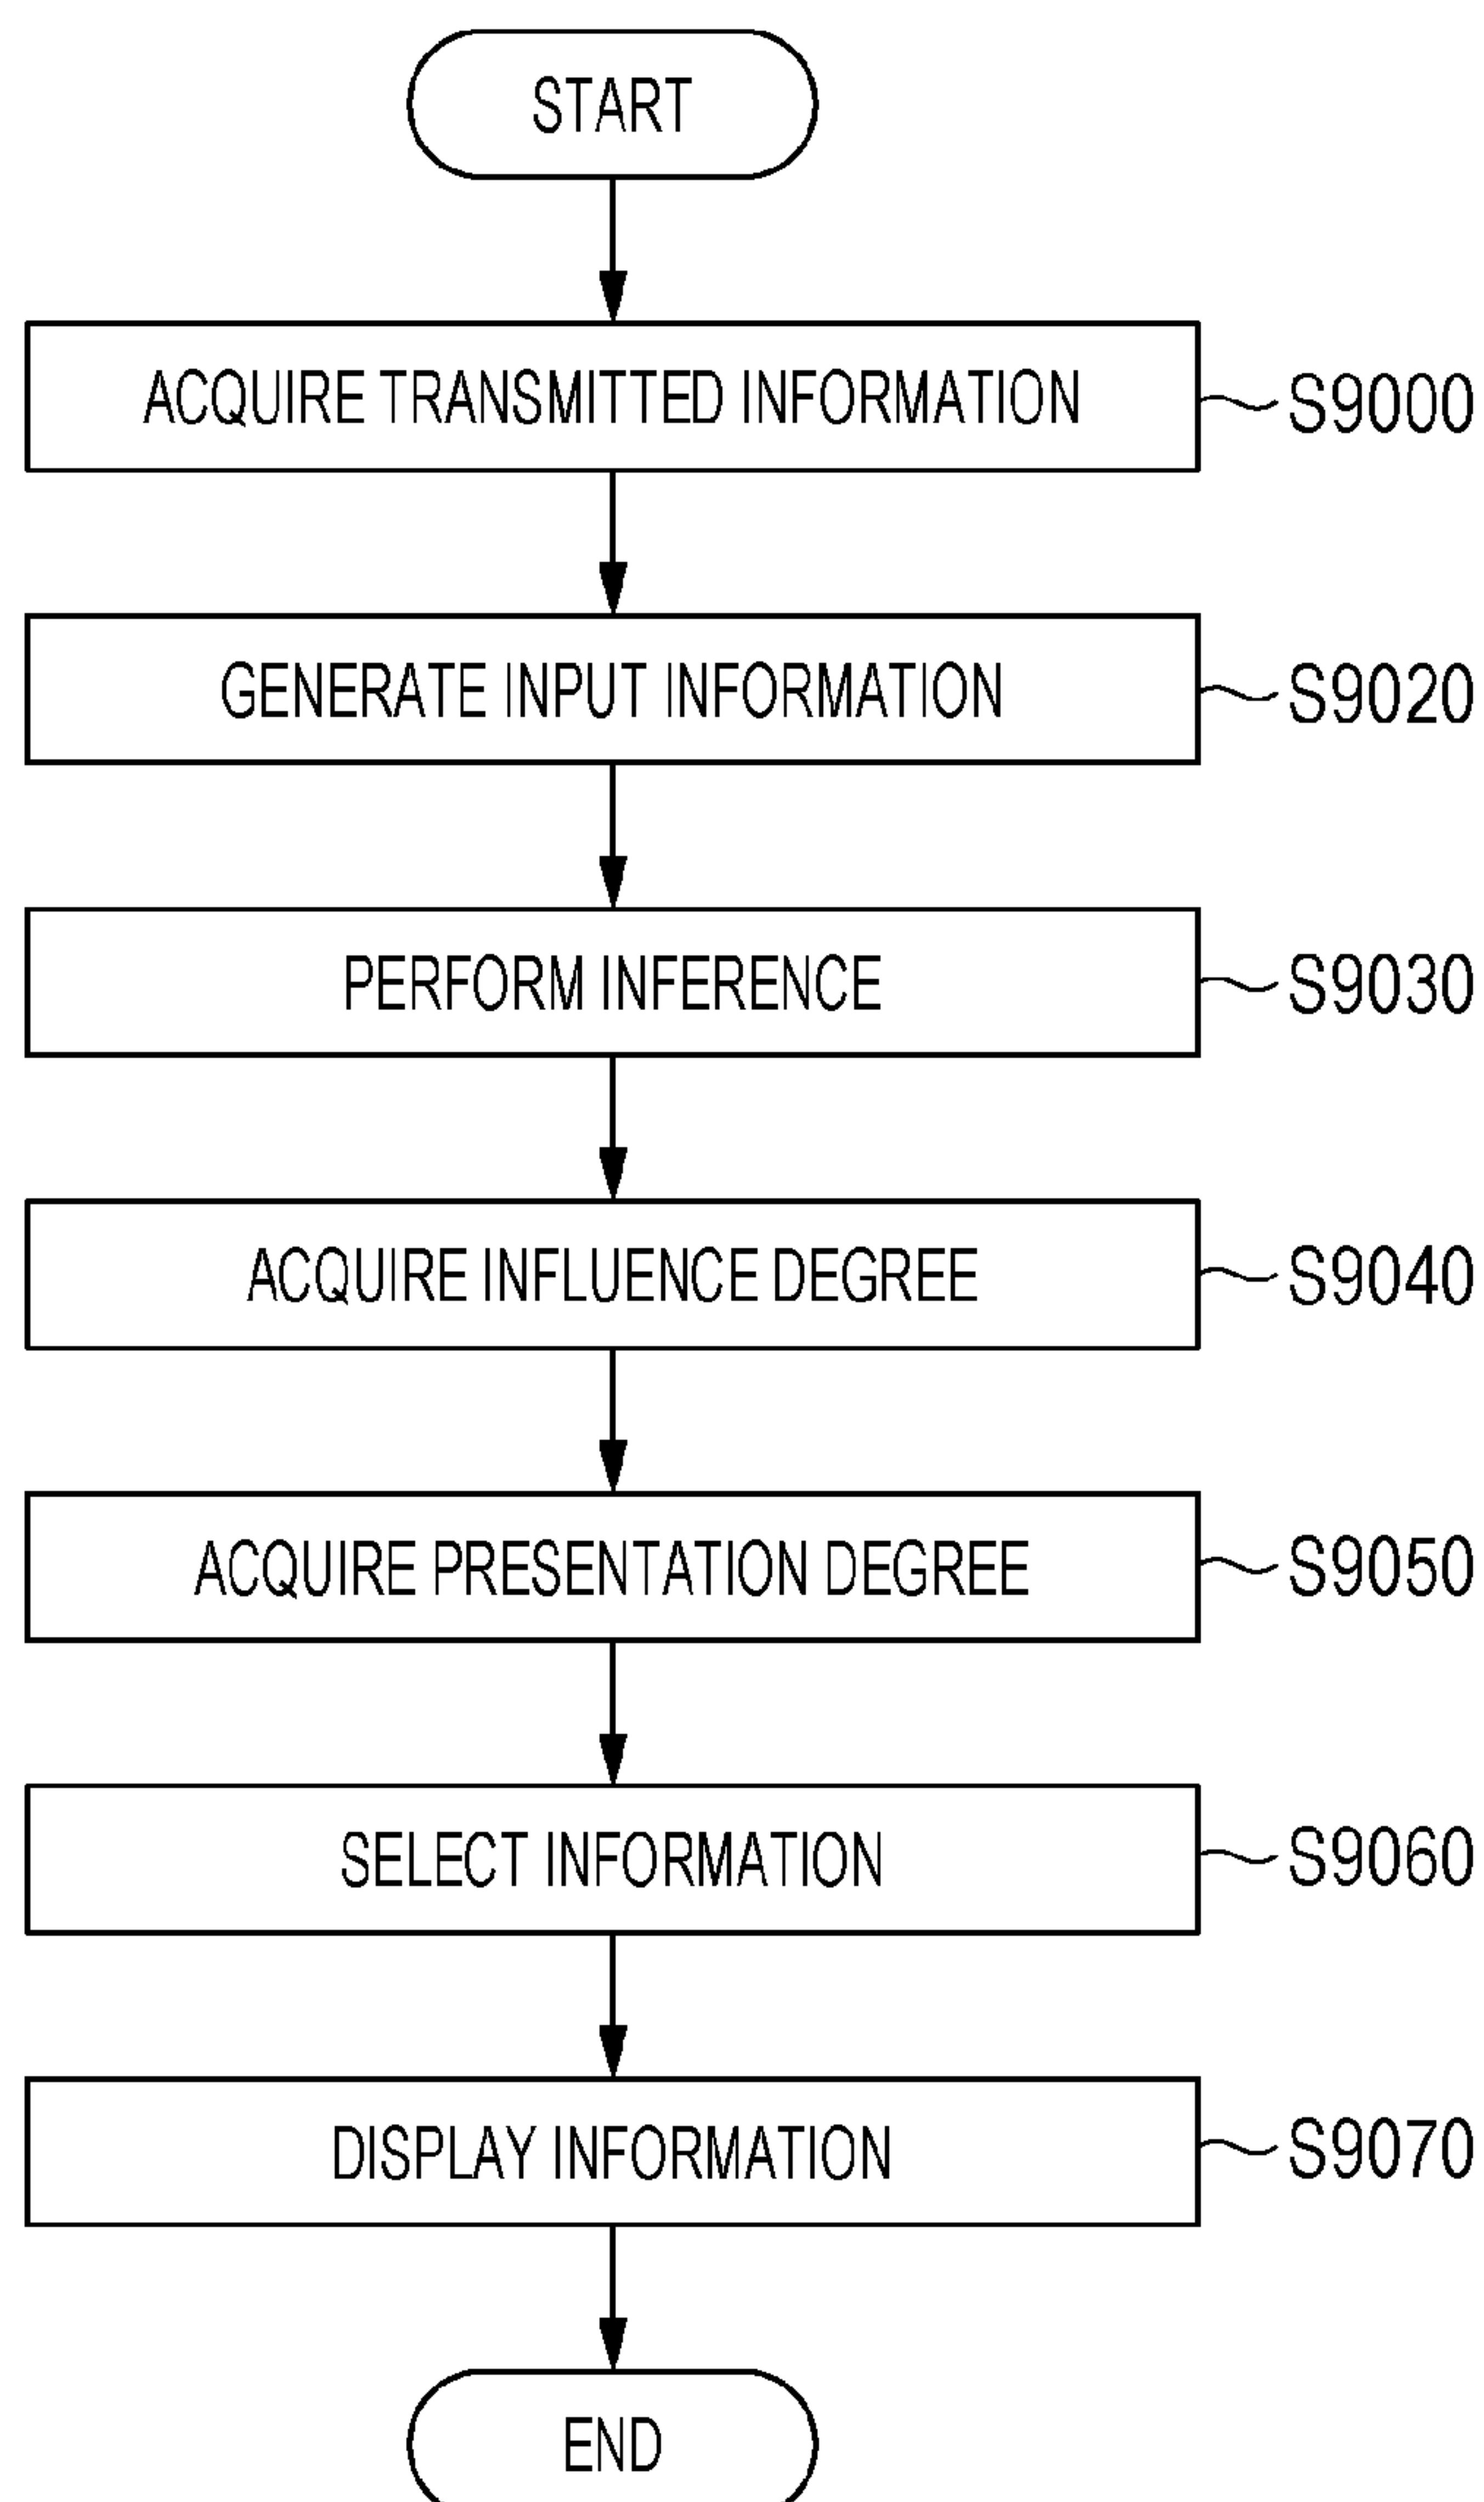 START
ACQUIRE TRANSMITTED INFORMATION S9000
GENERATE INPUT INFORMATION S9020
PERFORM INFERENCE S9030
ACQUIRE INFLUENCE DEGREE S9040
ACQUIRE PRESENTATION DEGREE S9050
SELECT INFORMATION S9060
DISPLAY INFORMATION S9070
END